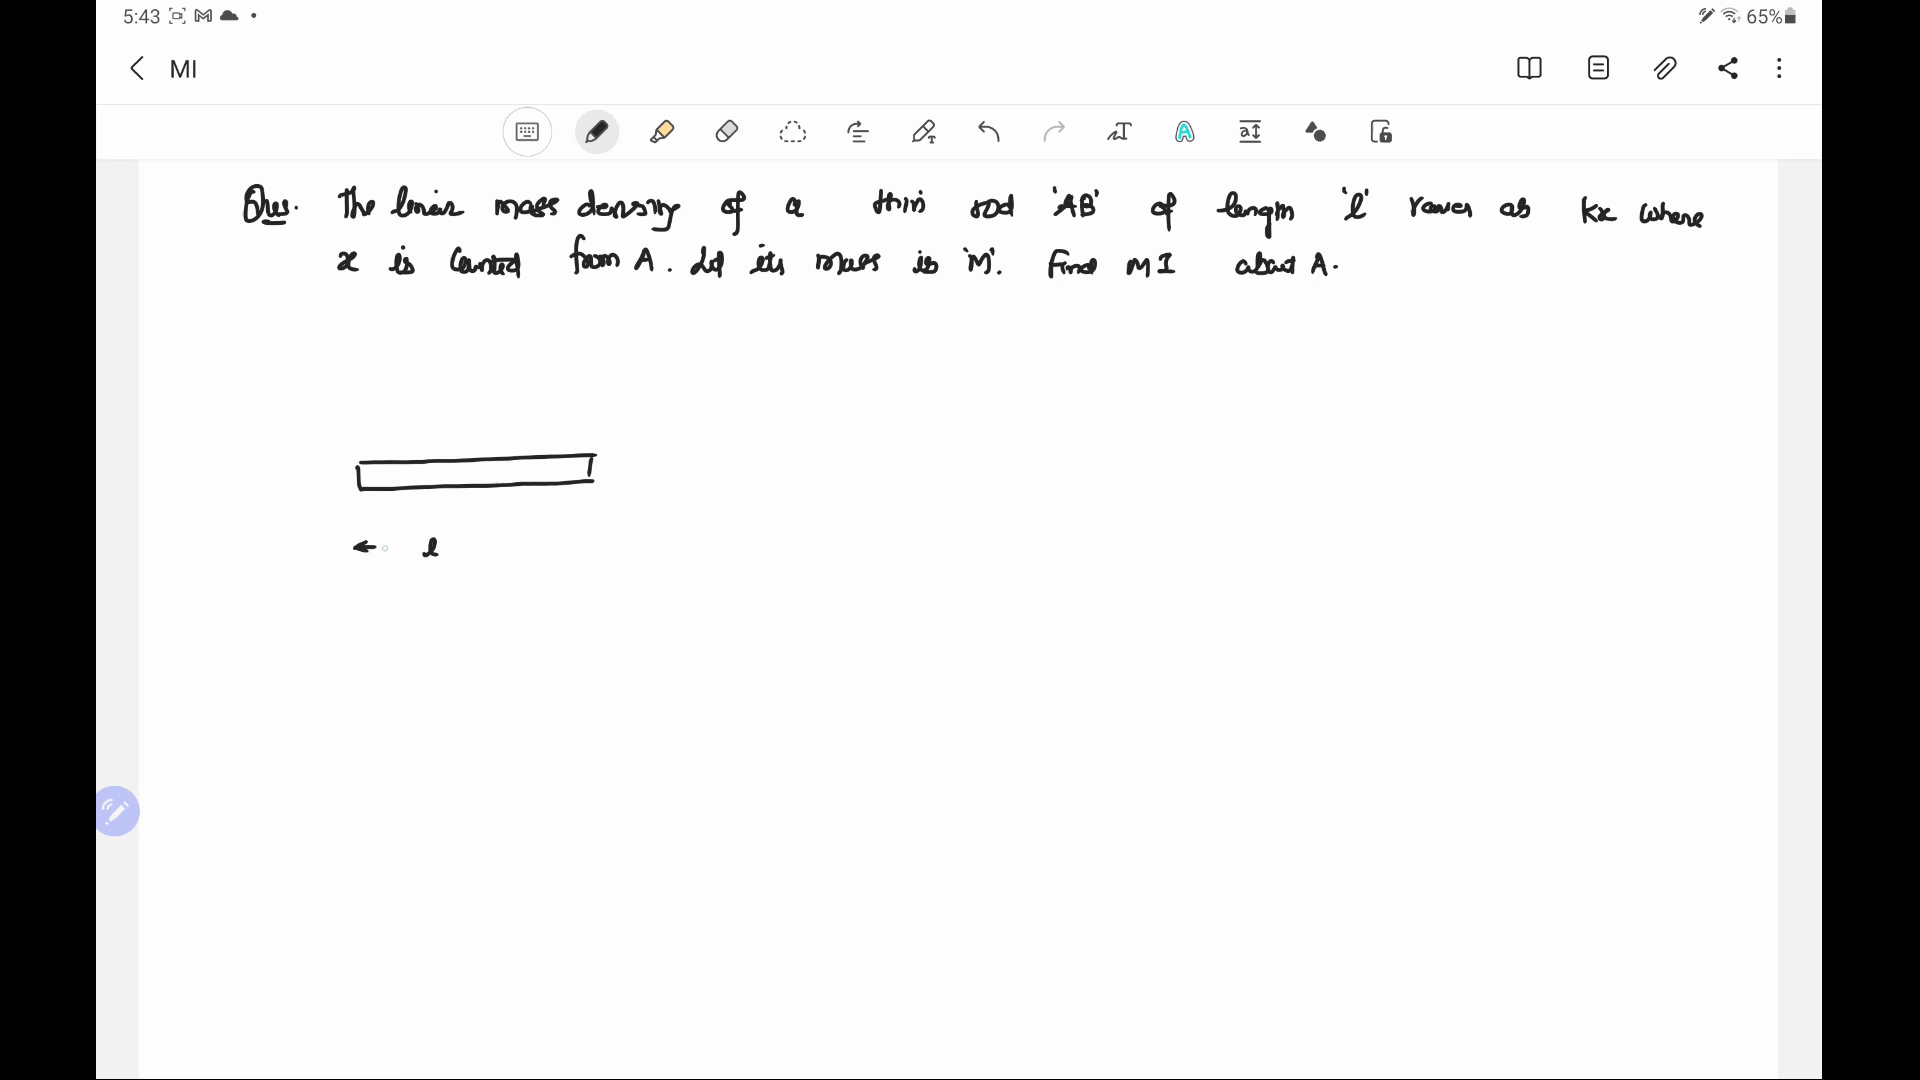 5:43 65%
MI
Ques. The linear mass density of a thin rod 'AB' of length 'l' varies as Kx where
x is counted from A. If its mass is 'M'. Find MI about A.
l